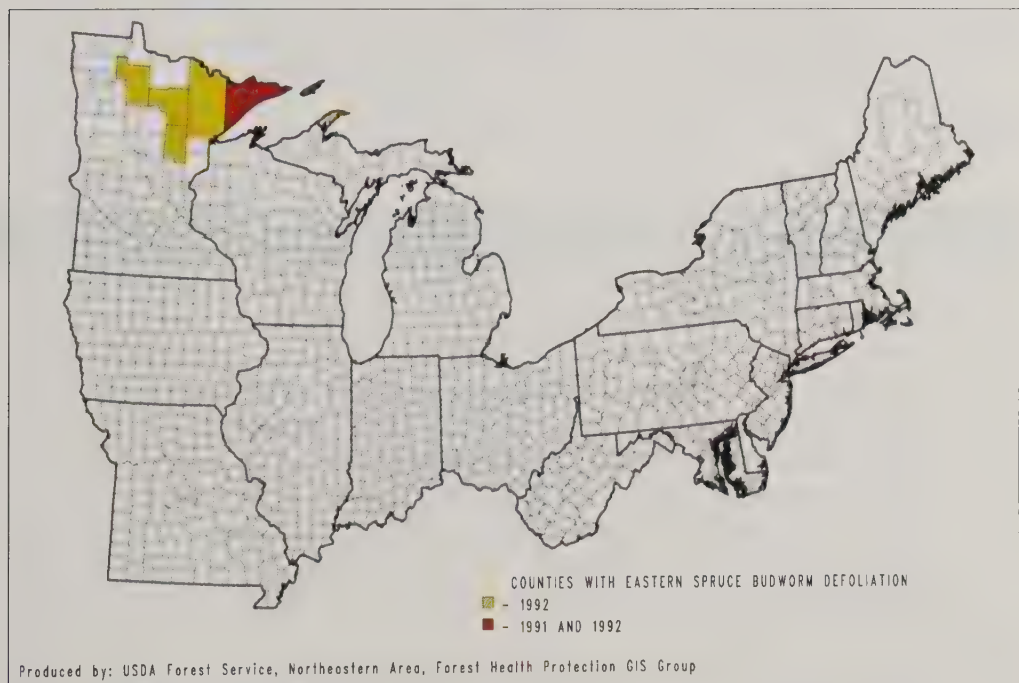 COUNTIES WITH EASTERN SPRUCE BUDWORM DEFOLIATION
- 1992
- 1991 AND 1992
Produced by: USDA Forest Service, Northeastern Area, Forest Health Protection GIS Group